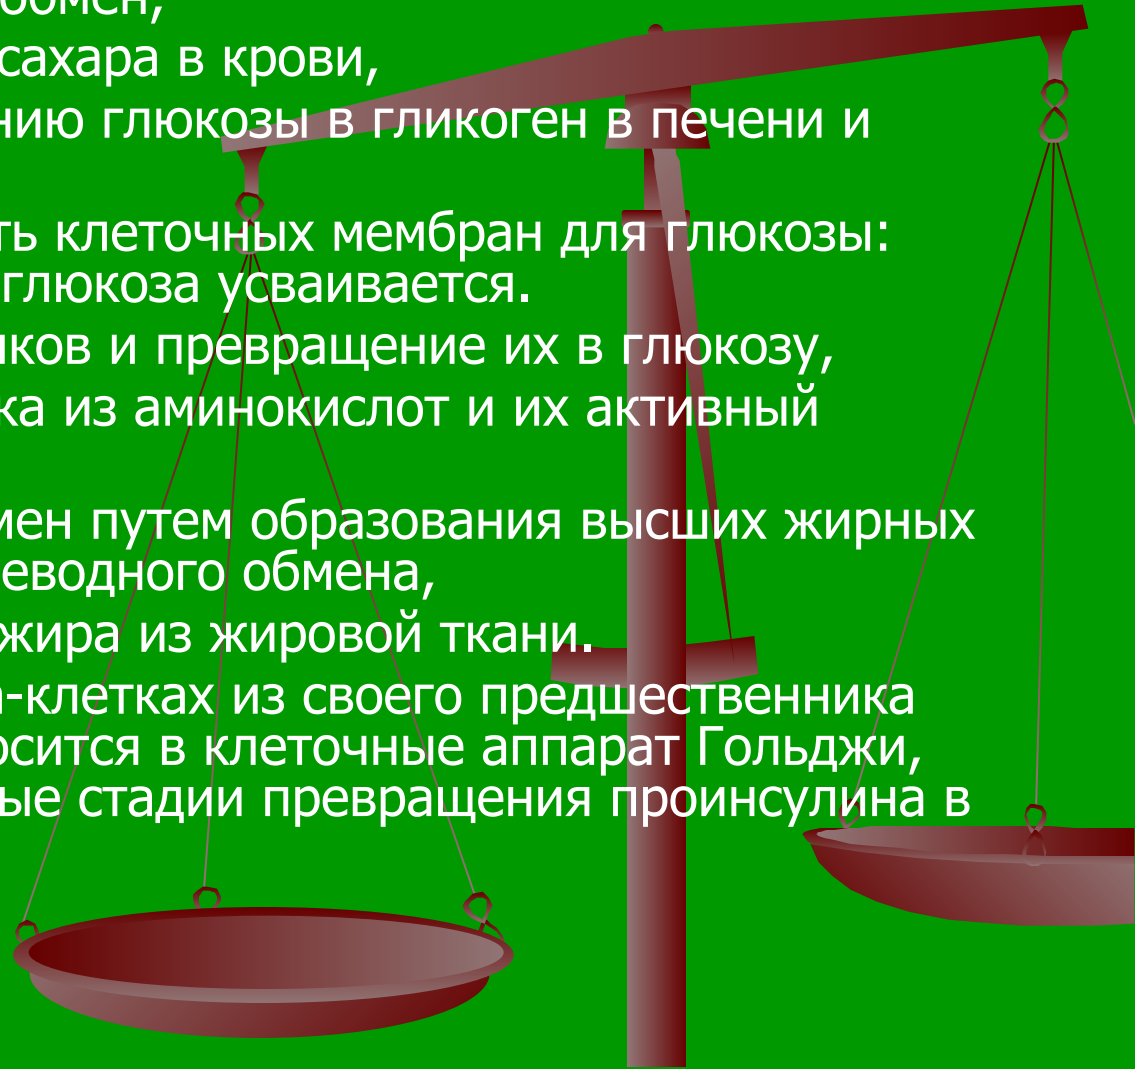 обмен,
сахара в крови,
нию глюкозы в гликоген в печени и
ть клеточных мембран для глюкозы:
глюкоза усваивается.
ков и превращение их в глюкозу,
ка из аминокислот и их активный
мен путем образования высших жирных
еводного обмена,
жира из жировой ткани.
а-клетках из своего предшественника
осится в клеточные аппарат Гольджи,
ые стадии превращения проинсулина в